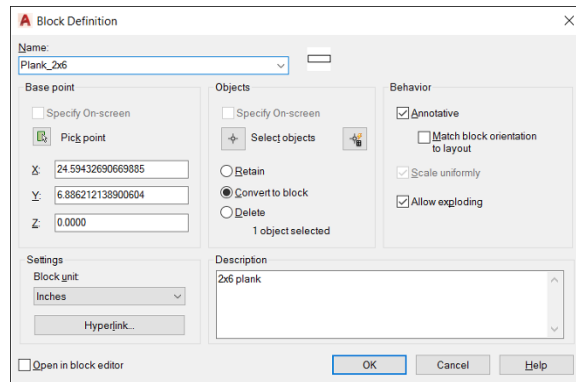 A Block Definition
Name:
Plank_2x6
Base point
Specify On-screen
Pick point
X: 24.59432690669885
Y: 6.886212138900604
Z: 0.0000
Objects
Specify On-screen
Select objects
Retain
Convert to block
Delete
1 object selected
Behavior
Annotative
Match block orientation
to layout
Scale uniformly
Allow exploding
Settings
Block unit:
Inches
Hyperlink...
Description
2x6 plank
Open in block editor
OK
Cancel
Help